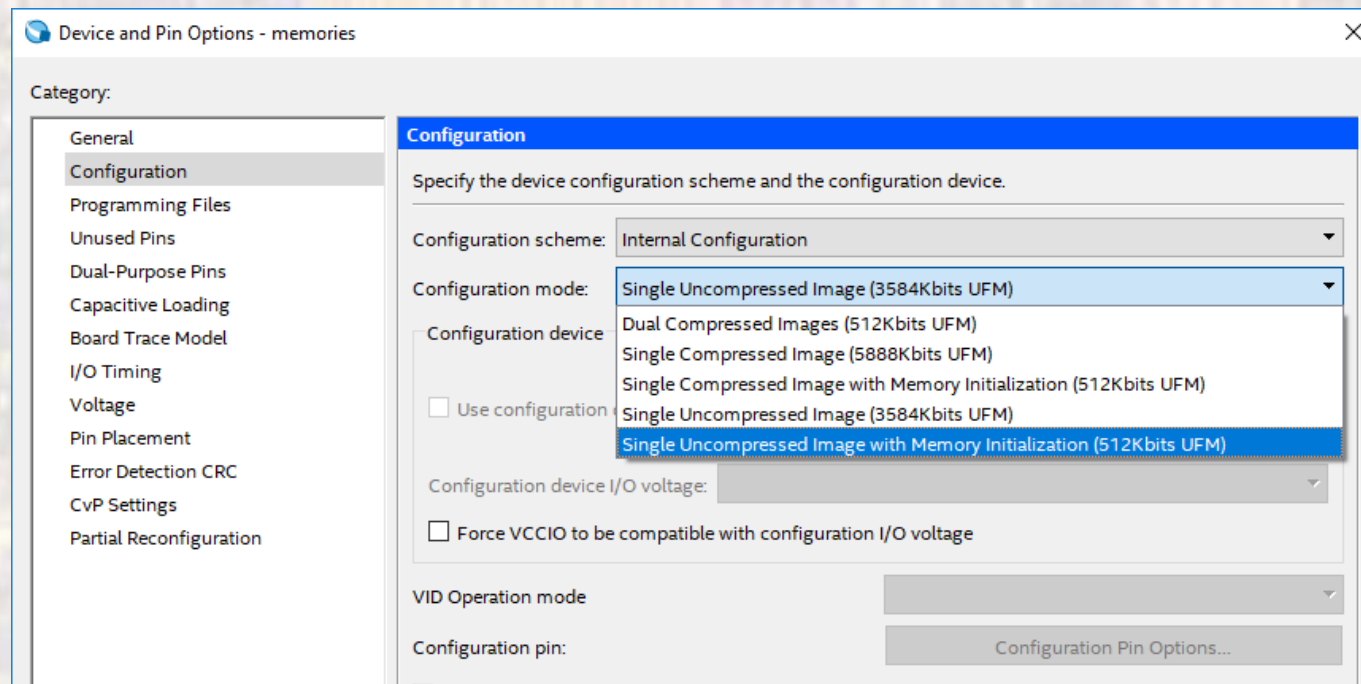 Device and Pin Options - memories
Category:
General
Configuration
Programming Files
Unused Pins
Dual-Purpose Pins
Capacitive Loading
Board Trace Model
I/O Timing
Voltage
Pin Placement
Error Detection CRC
CvP Settings
Partial Reconfiguration
Configuration
Specify the device configuration scheme and the configuration device.
Configuration scheme: Internal Configuration
Configuration mode: Single Uncompressed Image (3584Kbits UFM)
Dual Compressed Images (512Kbits UFM)
Single Compressed Image (5888Kbits UFM)
Single Compressed Image with Memory Initialization (512Kbits UFM)
Single Uncompressed Image (3584Kbits UFM)
Single Uncompressed Image with Memory Initialization (512Kbits UFM)
Configuration device
Use configuration
Configuration device I/O voltage:
Force VCCIO to be compatible with configuration I/O voltage
VID Operation mode
Configuration pin: Configuration Pin Options...